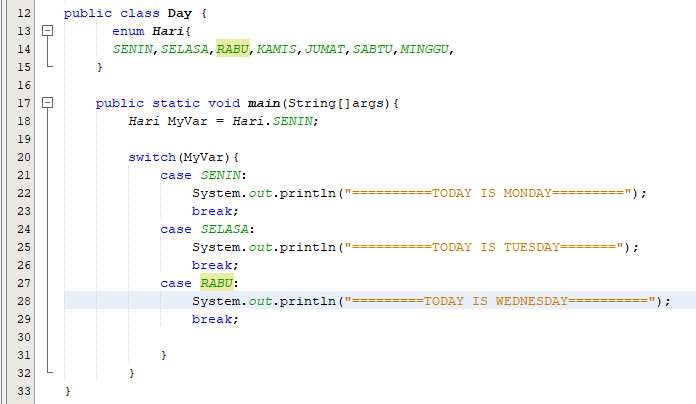 12 public class Day {
13 enum Hari{
14 SENIN,SELASA,RABU,KAMIS,JUMAT,SABTU,MINGGU,
15 }
16
17 public static void main(String[]args){
18 Hari MyVar = Hari.SENIN;
19
20 switch(MyVar){
21 case SENIN:
22 System.out.println("==========TODAY IS MONDAY=========");
23 break;
24 case SELASA:
25 System.out.println("==========TODAY IS TUESDAY=======");
26 break;
27 case RABU:
28 System.out.println("=========TODAY IS WEDNESDAY==========");
29 break;
30
31 }
32 }
33 }